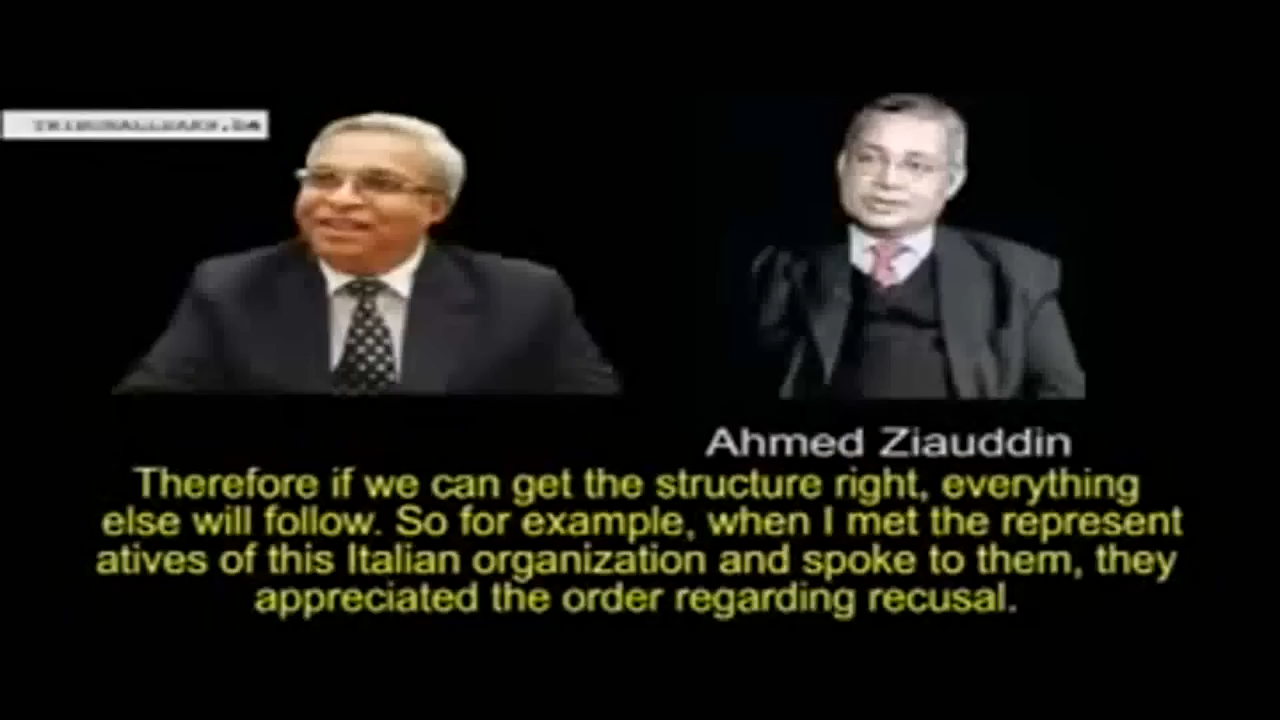 Ahmed Ziauddin
Therefore if we can get the structure right, everything
else will follow. So for example, when I met the represent
atives of this Italian organization and spoke to them, they
appreciated the order regarding recusal.